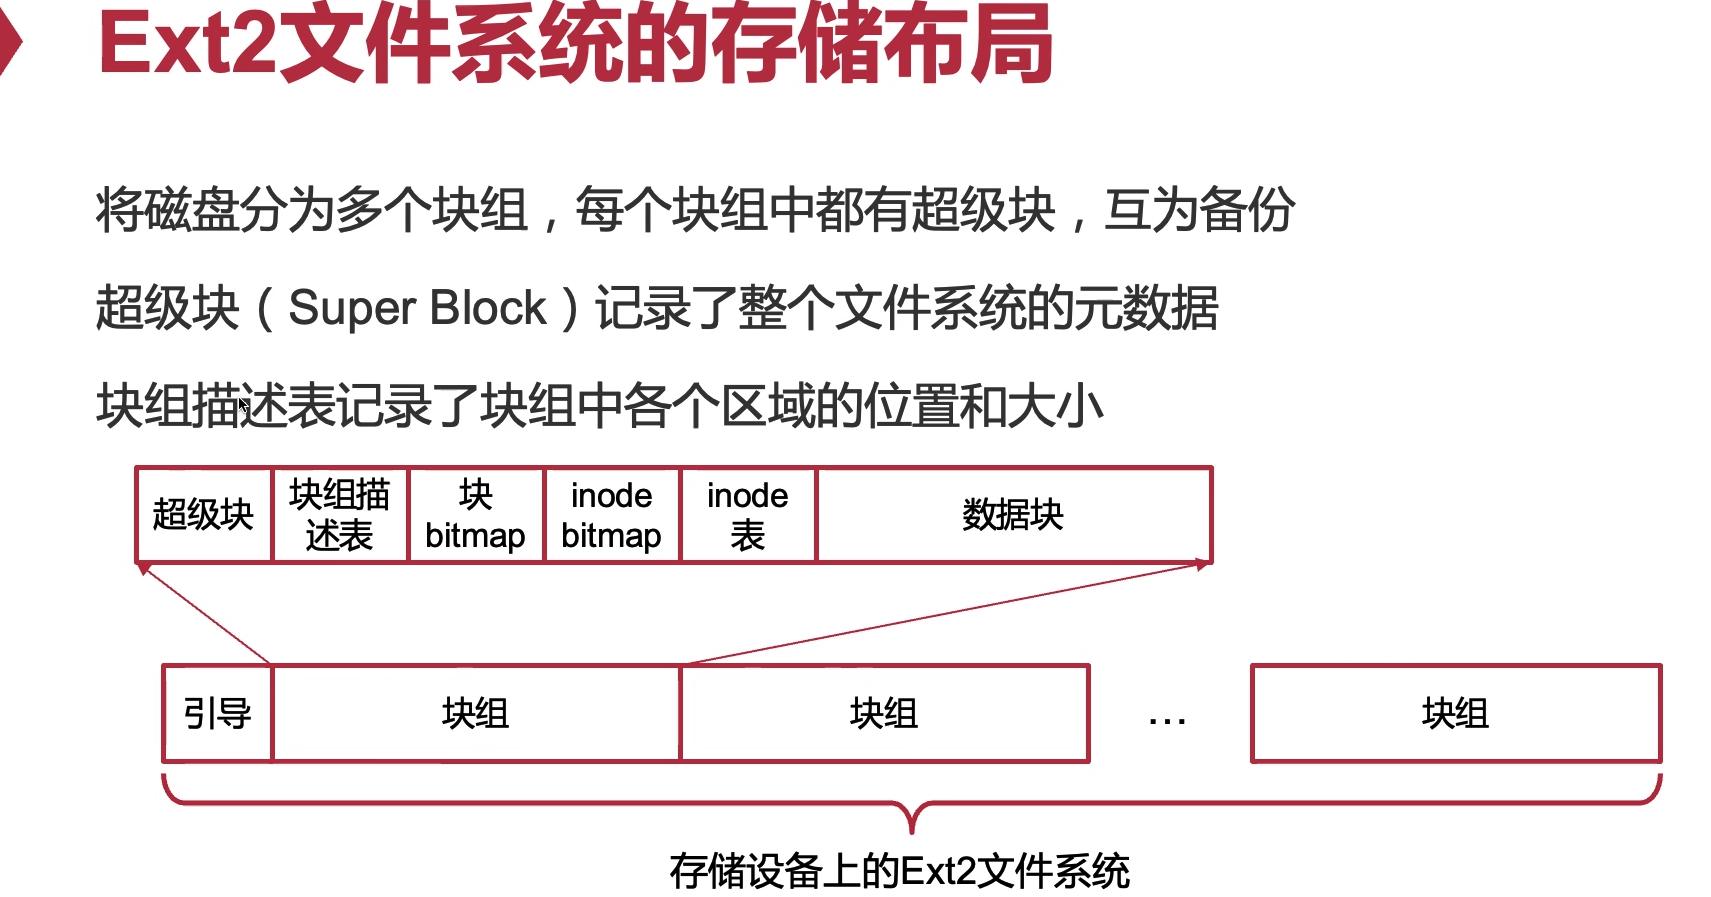 Ext2文件系统的存储布局
将磁盘分为多个块组，每个块组中都有超级块，互为备份
超级块（Super Block）记录了整个文件系统的元数据
块组描述表记录了块组中各个区域的位置和大小
超级块
块组描
述表
块
bitmap
inode
bitmap
inode
表
数据块
引导
块组
块组
...
块组
存储设备上的Ext2文件系统